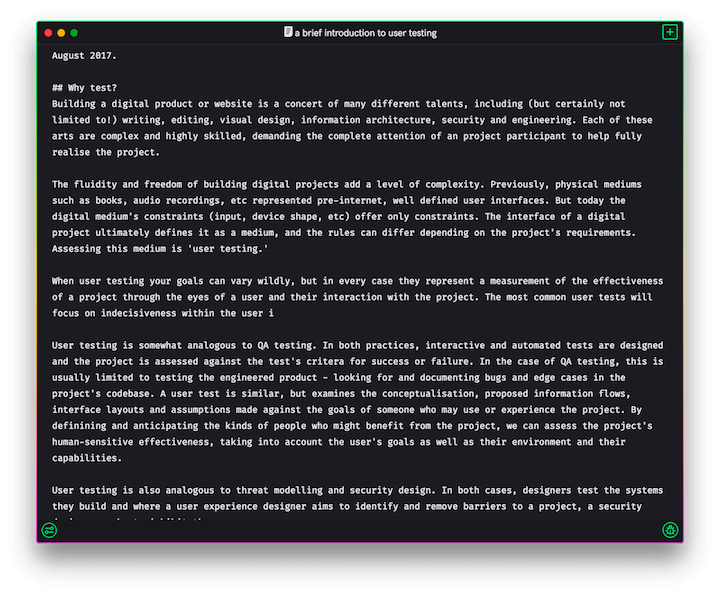 a brief introduction to user testing
August 2017.
## Why test?
Building a digital product or website is a concert of many different talents, including (but certainly not
limited to!) writing, editing, visual design, information architecture, security and engineering. Each of these
arts are complex and highly skilled, demanding the complete attention of an project participant to help fully
realise the project.
The fluidity and freedom of building digital projects add a level of complexity. Previously, physical mediums
such as books, audio recordings, etc represented pre-internet, well defined user interfaces. But today the
digital medium's constraints (input, device shape, etc) offer only constraints. The interface of a digital
project ultimately defines it as a medium, and the rules can differ depending on the project's requirements.
Assessing this medium is 'user testing.'
When user testing your goals can vary wildly, but in every case they represent a measurement of the effectiveness
of a project through the eyes of a user and their interaction with the project. The most common user tests will
focus on indecisiveness within the user i
User testing is somewhat analogous to QA testing. In both practices, interactive and automated tests are designed
and the project is assessed against the test's critera for success or failure. In the case of QA testing, this is
usually limited to testing the engineered product - looking for and documenting bugs and edge cases in the
project's codebase. A user test is similar, but examines the conceptualisation, proposed information flows,
interface layouts and assumptions made against the goals of someone who may use or experience the project. By
definining and anticipating the kinds of people who might benefit from the project, we can assess the project's
human-sensitive effectiveness, taking into account the user's goals as well as their environment and their
capabilities.
User testing is also analogous to threat modelling and security design. In both cases, designers test the systems
they build and where a user experience designer aims to identify and remove barriers to a project, a security